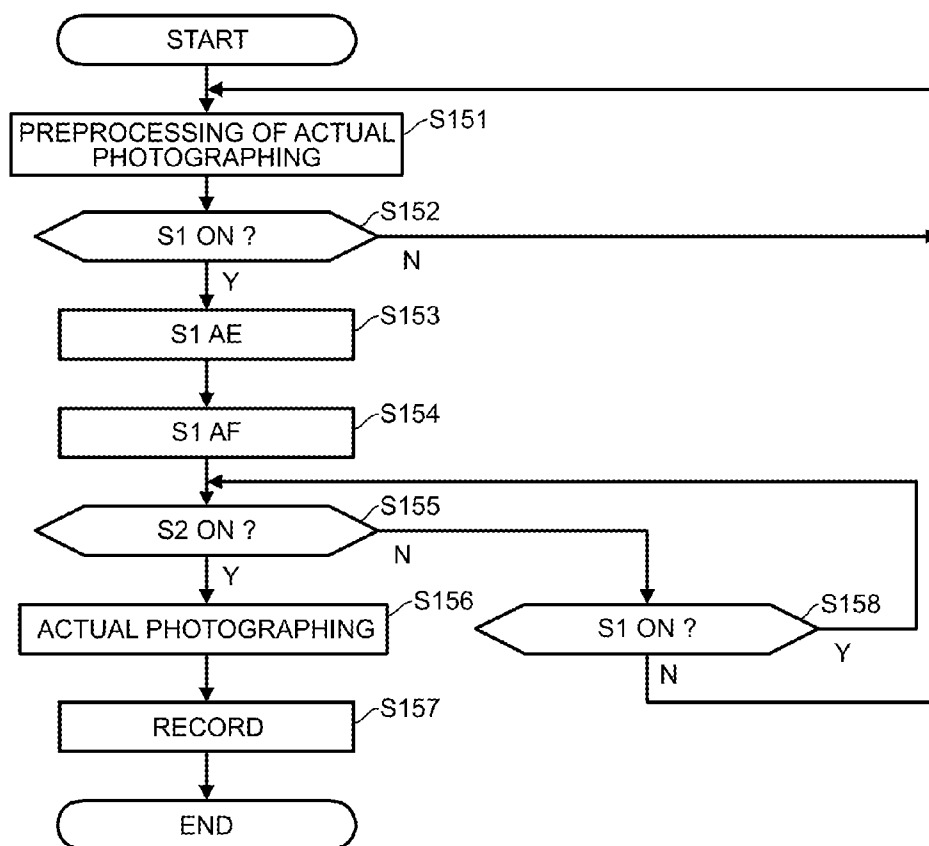 START
PREPROCESSING OF ACTUAL
PHOTOGRAPHING
S151
S1 ON ?
S152
N
Y
S1 AE
S153
S1 AF
S154
S2 ON ?
S155
N
Y
ACTUAL PHOTOGRAPHING
S156
S1 ON ?
S158
Y
N
RECORD
S157
END